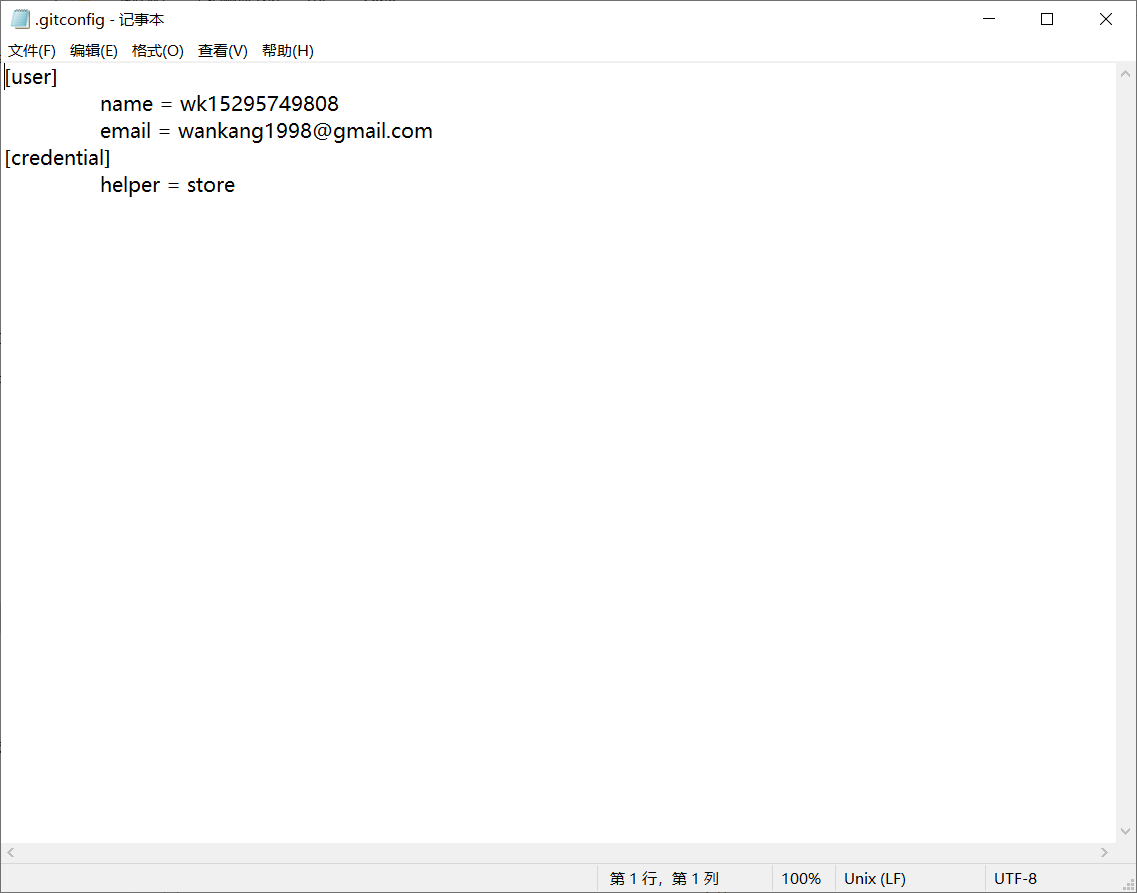 .gitconfig - 记事本
文件(F) 编辑(E) 格式(O) 查看(V) 帮助(H)
[user]
name = wk15295749808
email = wankang1998@gmail.com
[credential]
helper = store
第 1 行，第 1 列 100% Unix (LF) UTF-8